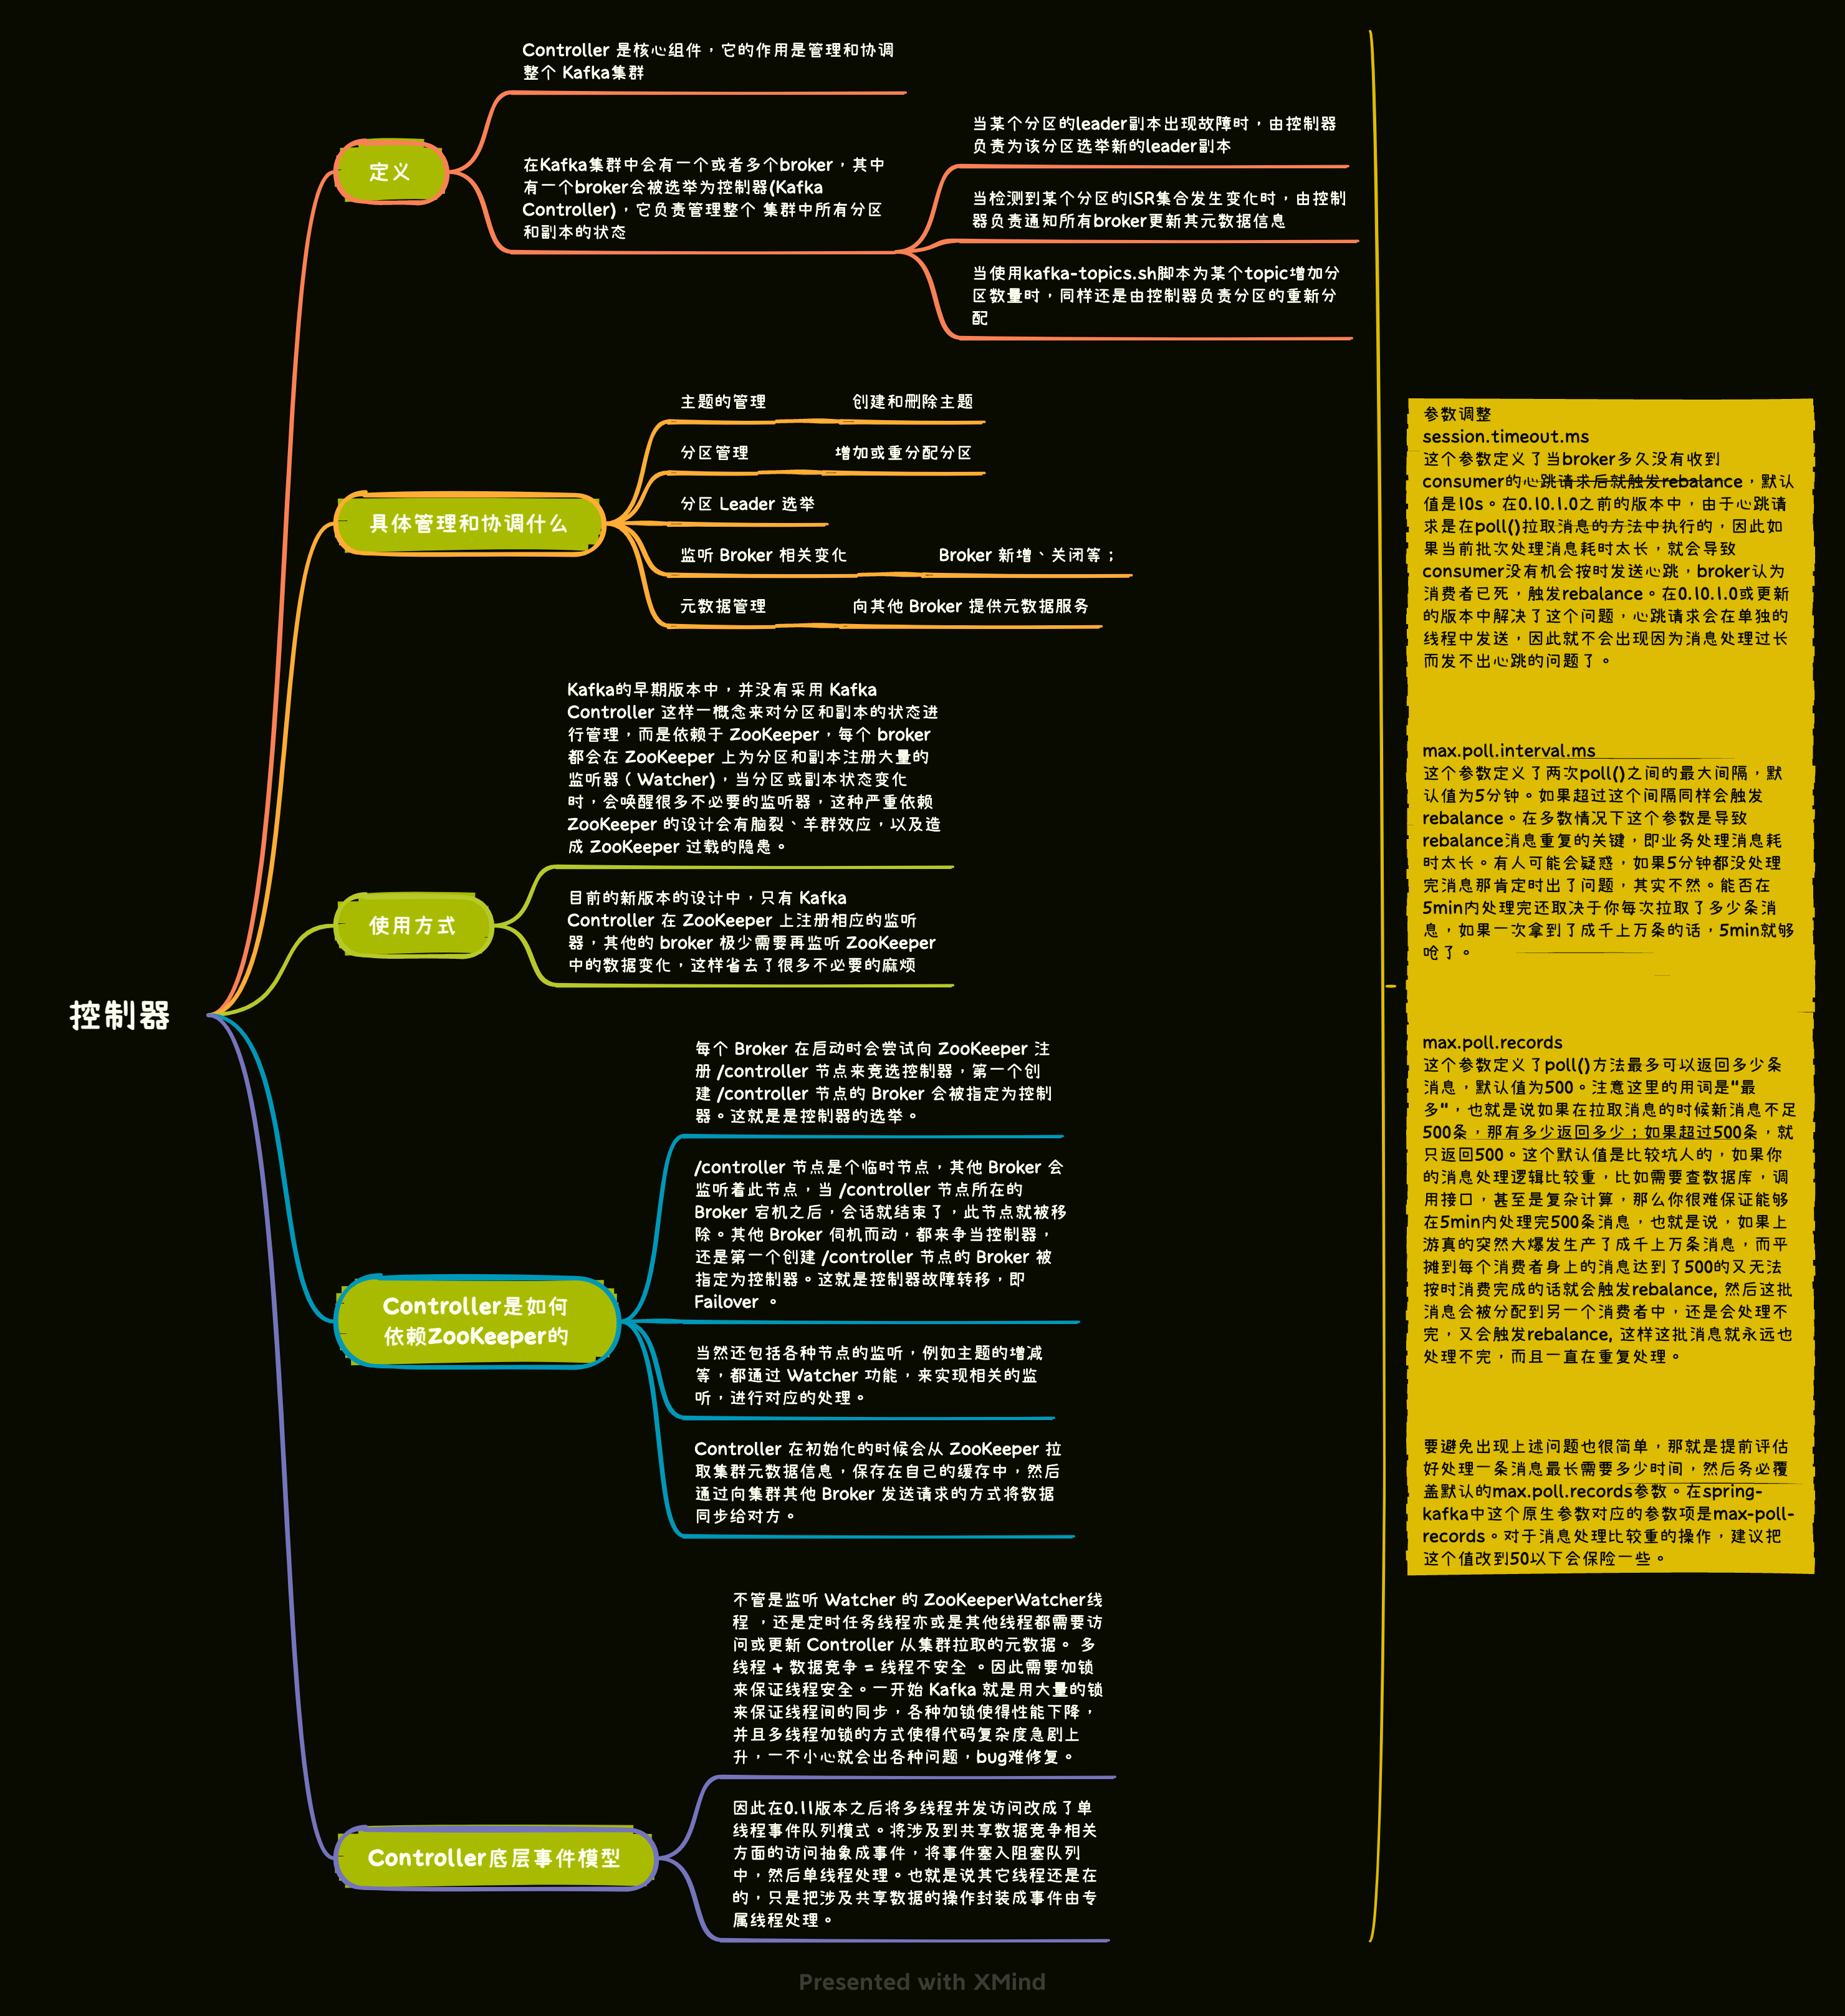 控制器
定义
Controller 是核心组件，它的作用是管理和协调
整个 Kafka集群
在Kafka集群中会有一个或者多个broker，其中
有一个broker会被选举为控制器(Kafka
Controller)，它负责管理整个 集群中所有分区
和副本的状态
当某个分区的leader副本出现故障时，由控制器
负责为该分区选举新的leader副本
当检测到某个分区的ISR集合发生变化时，由控制
器负责通知所有broker更新其元数据信息
当使用kafka-topics.sh脚本为某个topic增加分
区数量时，同样还是由控制器负责分区的重新分
配
具体管理和协调什么
主题的管理
创建和删除主题
分区管理
增加或重分配分区
分区 Leader 选举
监听 Broker 相关变化
Broker 新增、关闭等；
元数据管理
向其他 Broker 提供元数据服务
使用方式
Kafka的早期版本中，并没有采用 Kafka
Controller 这样一概念来对分区和副本的状态进
行管理，而是依赖于 ZooKeeper，每个 broker
都会在 ZooKeeper 上为分区和副本注册大量的
监听器（ Watcher)，当分区或副本状态变化
时，会唤醒很多不必要的监听器，这种严重依赖
ZooKeeper 的设计会有脑裂、羊群效应，以及造
成 ZooKeeper 过载的隐患。
目前的新版本的设计中，只有 Kafka
Controller 在 ZooKeeper 上注册相应的监听
器，其他的 broker 极少需要再监听 ZooKeeper
中的数据变化，这样省去了很多不必要的麻烦
Controller是如何
依赖ZooKeeper的
每个 Broker 在启动时会尝试向 ZooKeeper 注
册 /controller 节点来竞选控制器，第一个创
建 /controller 节点的 Broker 会被指定为控制
器。这就是是控制器的选举。
/controller 节点是个临时节点，其他 Broker 会
监听着此节点，当 /controller 节点所在的
Broker 宕机之后，会话就结束了，此节点就被移
除。其他 Broker 伺机而动，都来争当控制器，
还是第一个创建 /controller 节点的 Broker 被
指定为控制器。这就是控制器故障转移，即
Failover 。
当然还包括各种节点的监听，例如主题的增减
等，都通过 Watcher 功能，来实现相关的监
听，进行对应的处理。
Controller 在初始化的时候会从 ZooKeeper 拉
取集群元数据信息，保存在自己的缓存中，然后
通过向集群其他 Broker 发送请求的方式将数据
同步给对方。
Controller底层事件模型
不管是监听 Watcher 的 ZooKeeperWatcher线
程 ，还是定时任务线程亦或是其他线程都需要访
问或更新 Controller 从集群拉取的元数据。 多
线程 + 数据竞争 = 线程不安全 。因此需要加锁
来保证线程安全。一开始 Kafka 就是用大量的锁
来保证线程间的同步，各种加锁使得性能下降，
并且多线程加锁的方式使得代码复杂度急剧上
升，一不小心就会出各种问题，bug难修复。
因此在0.11版本之后将多线程并发访问改成了单
线程事件队列模式。将涉及到共享数据竞争相关
方面的访问抽象成事件，将事件塞入阻塞队列
中，然后单线程处理。也就是说其它线程还是在
的，只是把涉及共享数据的操作封装成事件由专
属线程处理。
参数调整
session.timeout.ms
这个参数定义了当broker多久没有收到
consumer的心跳请求后就触发rebalance，默认
值是10s。在0.10.1.0之前的版本中，由于心跳请
求是在poll()拉取消息的方法中执行的，因此如
果当前批次处理消息耗时太长，就会导致
consumer没有机会按时发送心跳，broker认为
消费者已死，触发rebalance。在0.10.1.0或更新
的版本中解决了这个问题，心跳请求会在单独的
线程中发送，因此就不会出现因为消息处理过长
而发不出心跳的问题了。
max.poll.interval.ms
这个参数定义了两次poll()之间的最大间隔，默
认值为5分钟。如果超过这个间隔同样会触发
rebalance。在多数情况下这个参数是导致
rebalance消息重复的关键，即业务处理消息耗
时太长。有人可能会疑惑，如果5分钟都没处理
完消息那肯定时出了问题，其实不然。能否在
5min内处理完还取决于你每次拉取了多少条消
息，如果一次拿到了成千上万条的话，5min就够
呛了。
max.poll.records
这个参数定义了poll()方法最多可以返回多少条
消息，默认值为500。注意这里的用词是"最
多"，也就是说如果在拉取消息的时候新消息不足
500条，那有多少返回多少；如果超过500条，就
只返回500。这个默认值是比较坑人的，如果你
的消息处理逻辑比较重，比如需要查数据库，调
用接口，甚至是复杂计算，那么你很难保证能够
在5min内处理完500条消息，也就是说，如果上
游真的突然大爆发生产了成千上万条消息，而平
摊到每个消费者身上的消息达到了500的又无法
按时消费完成的话就会触发rebalance, 然后这批
消息会被分配到另一个消费者中，还是会处理不
完，又会触发rebalance, 这样这批消息就永远也
处理不完，而且一直在重复处理。
要避免出现上述问题也很简单，那就是提前评估
好处理一条消息最长需要多少时间，然后务必覆
盖默认的max.poll.records参数。在spring-
kafka中这个原生参数对应的参数项是max-poll-
records。对于消息处理比较重的操作，建议把
这个值改到50以下会保险一些。
Presented with XMind